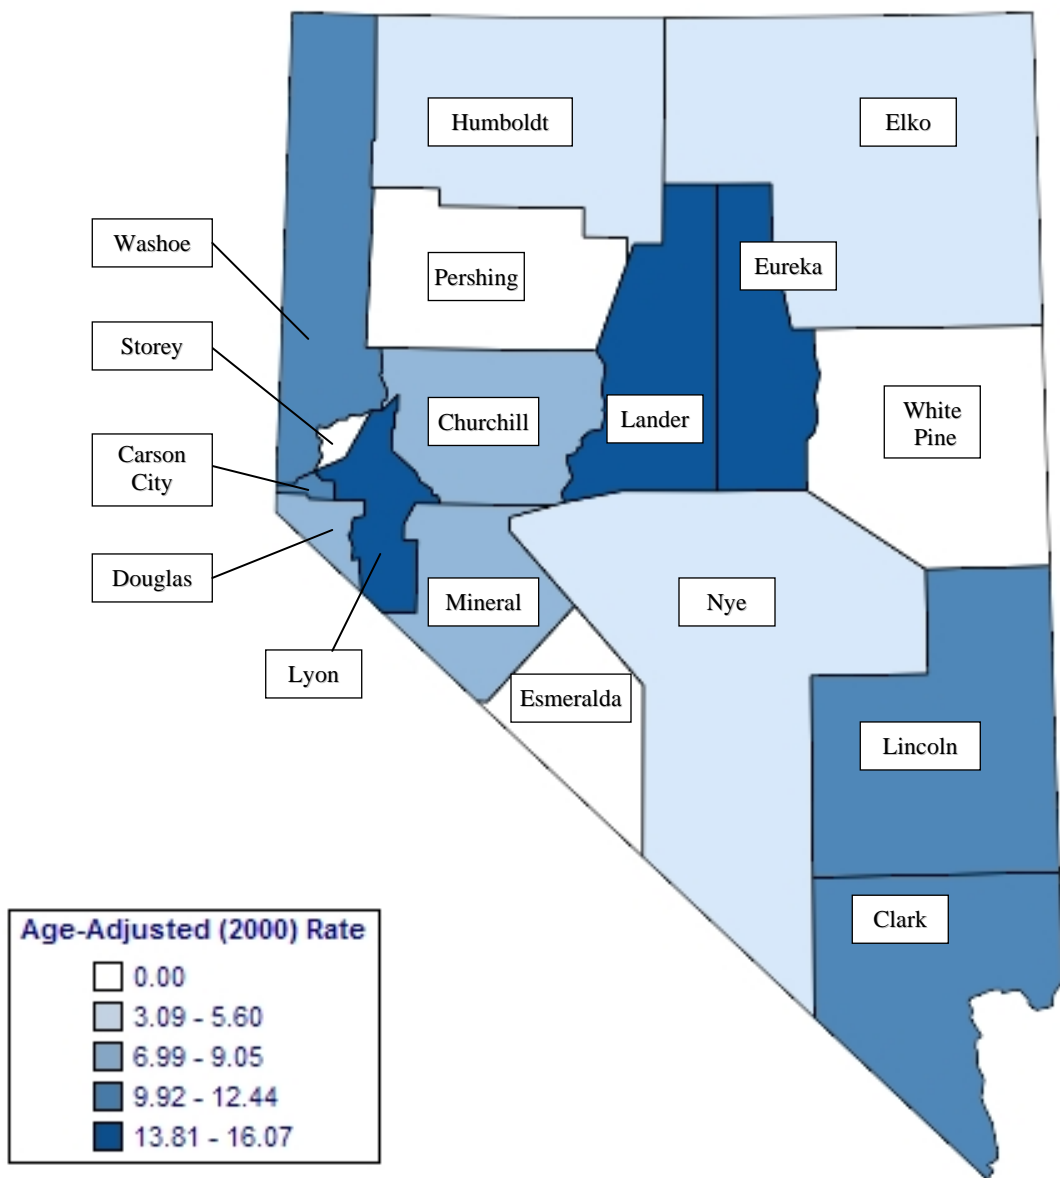 Humboldt
Elko
Washoe
Eureka
Pershing
Storey
Churchill
Lander
White
Pine
Carson
City
Douglas
Mineral
Nye
Lyon
Esmeralda
Lincoln
Clark
Age-Adjusted (2000) Rate
0.00
3.09 - 5.60
6.99 - 9.05
9.92 - 12.44
13.81 - 16.07